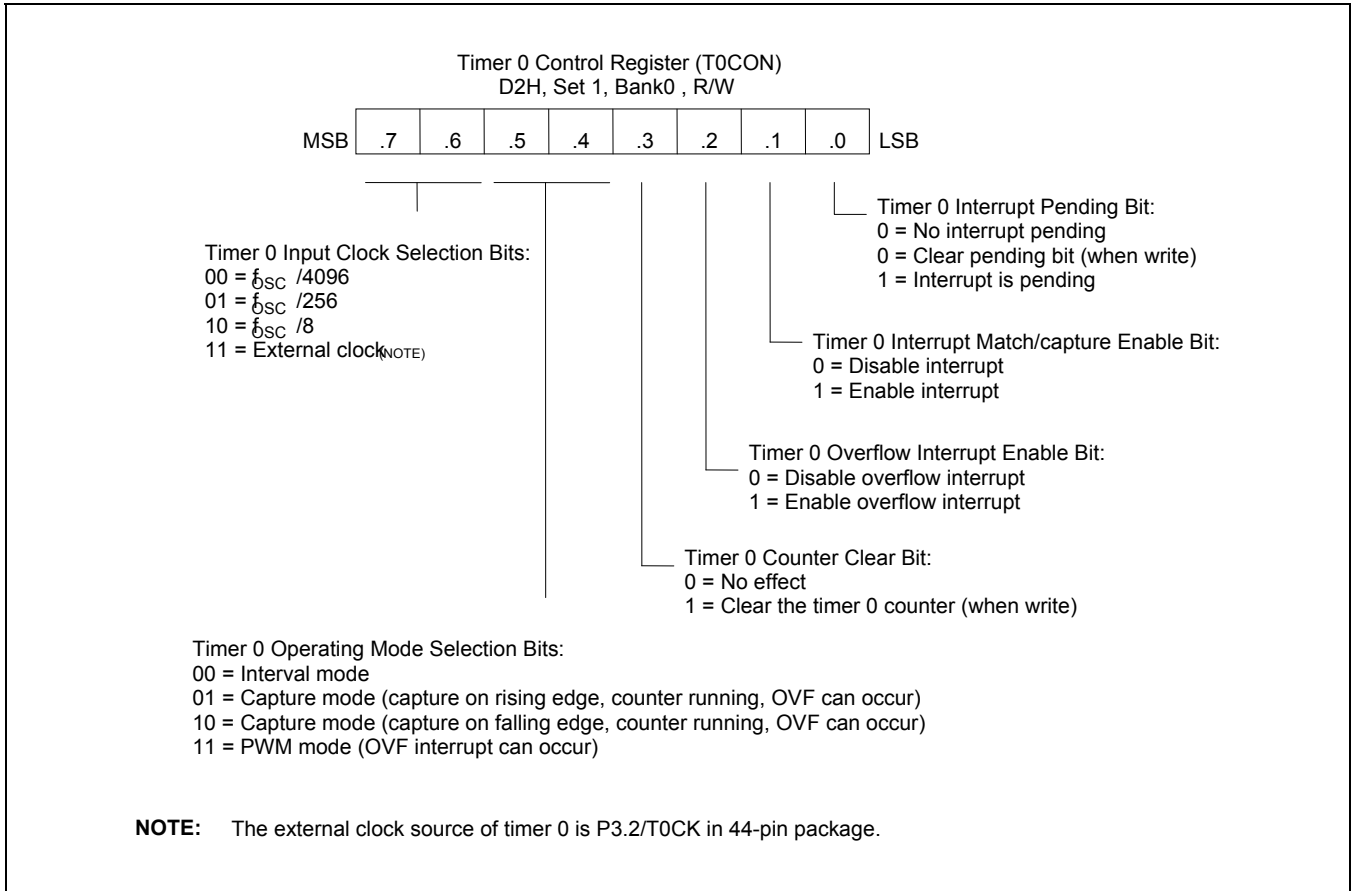 Timer 0 Control Register (T0CON)
D2H, Set 1, Bank0 , R/W
MSB .7 .6 .5 .4 .3 .2 .1 .0 LSB
Timer 0 Interrupt Pending Bit:
0 = No interrupt pending
0 = Clear pending bit (when write)
1 = Interrupt is pending
Timer 0 Input Clock Selection Bits:
00 = fOSC /4096
01 = fOSC /256
10 = fOSC /8
11 = External clock(NOTE)
Timer 0 Interrupt Match/capture Enable Bit:
0 = Disable interrupt
1 = Enable interrupt
Timer 0 Overflow Interrupt Enable Bit:
0 = Disable overflow interrupt
1 = Enable overflow interrupt
Timer 0 Counter Clear Bit:
0 = No effect
1 = Clear the timer 0 counter (when write)
Timer 0 Operating Mode Selection Bits:
00 = Interval mode
01 = Capture mode (capture on rising edge, counter running, OVF can occur)
10 = Capture mode (capture on falling edge, counter running, OVF can occur)
11 = PWM mode (OVF interrupt can occur)
NOTE: The external clock source of timer 0 is P3.2/T0CK in 44-pin package.